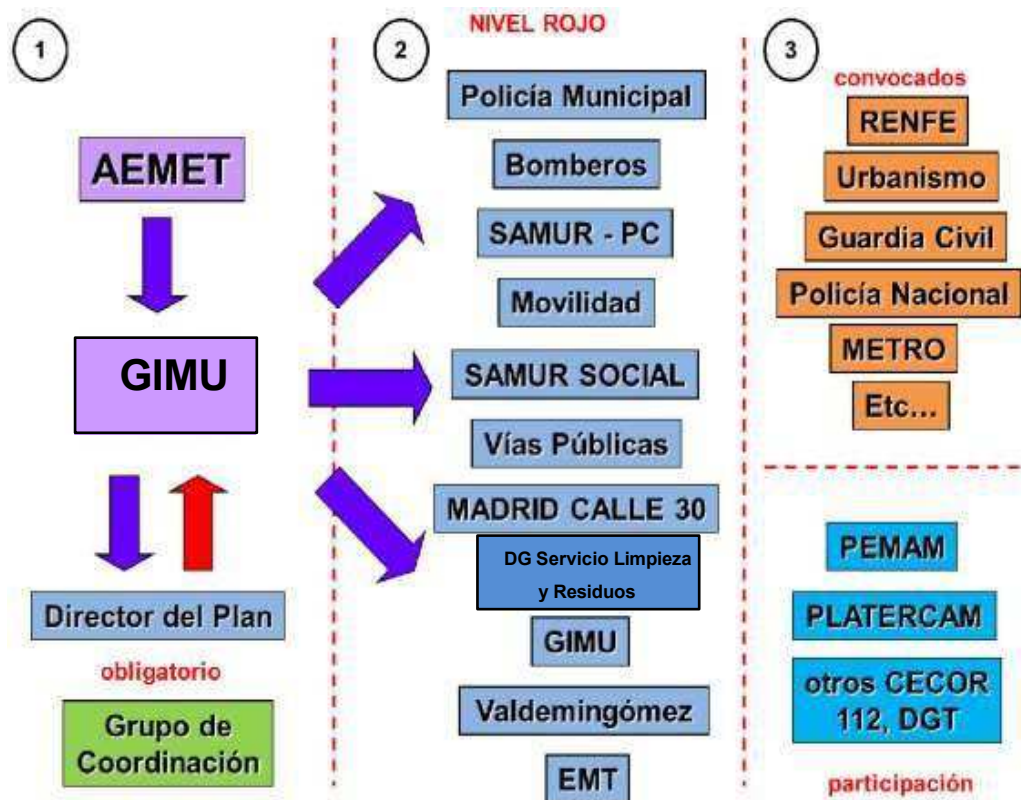 NIVEL ROJO
1
AEMET
GIMU
Director del Plan
obligatorio
Grupo de
Coordinación
2
Policía Municipal
Bomberos
SAMUR - PC
Movilidad
SAMUR SOCIAL
Vías Públicas
MADRID CALLE 30
DG Servicio Limpieza
y Residuos
GIMU
Valdemingómez
EMT
3
convocados
RENFE
Urbanismo
Guardia Civil
Policía Nacional
METRO
Etc...
PEMAM
PLATERCAM
otros CECOR
112, DGT
participación